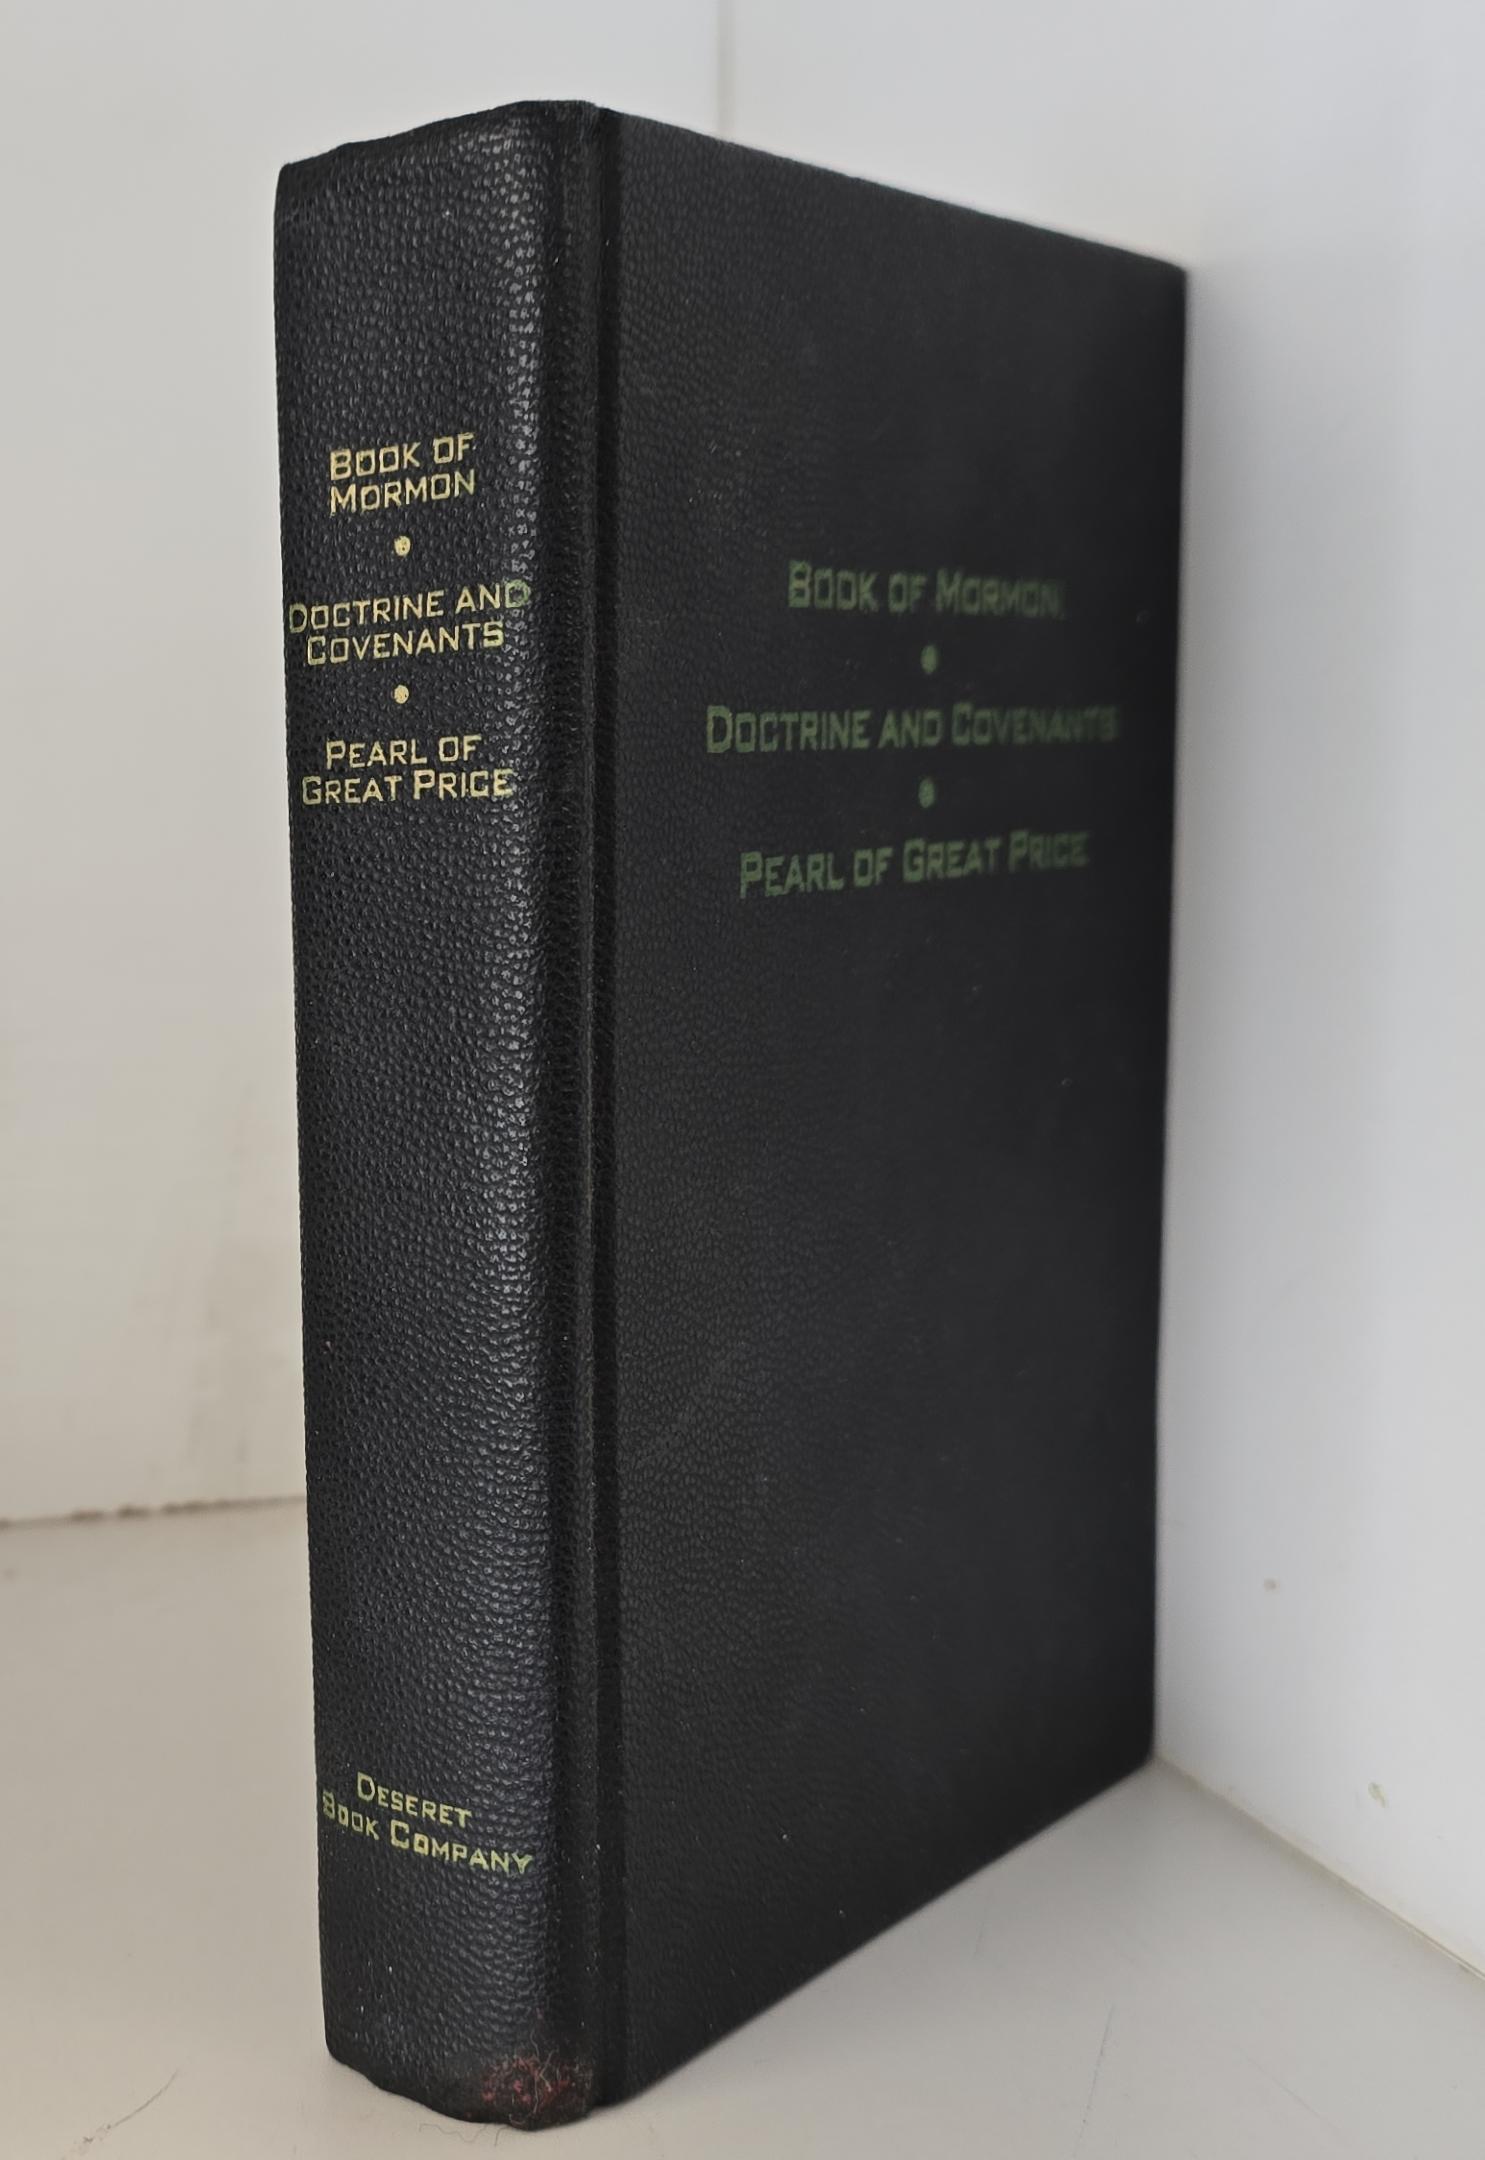 BOOK OF
MORMON
•
DOCTRINE AND
COVENANTS
•
PEARL OF
GREAT PRICE
DESERET
BOOK COMPANY
BOOK OF MORMON
•
DOCTRINE AND COVENANTS
•
PEARL OF GREAT PRICE